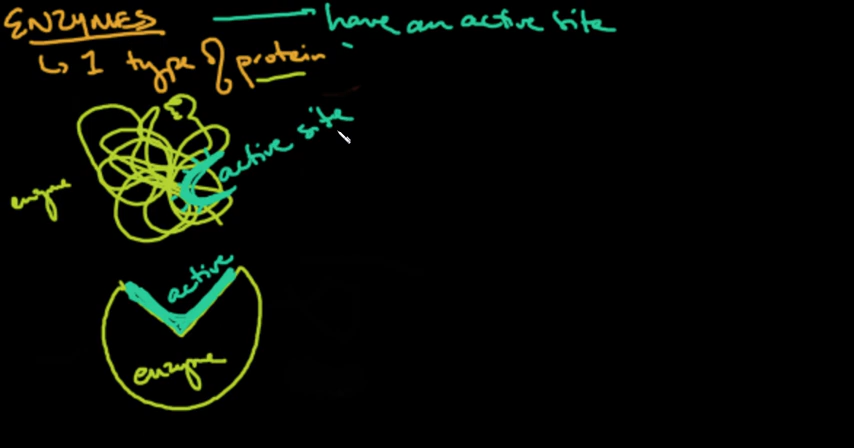 ENZYMES → have an active site
↳ 1 type of protein
active site
enzyme
active
enzyme